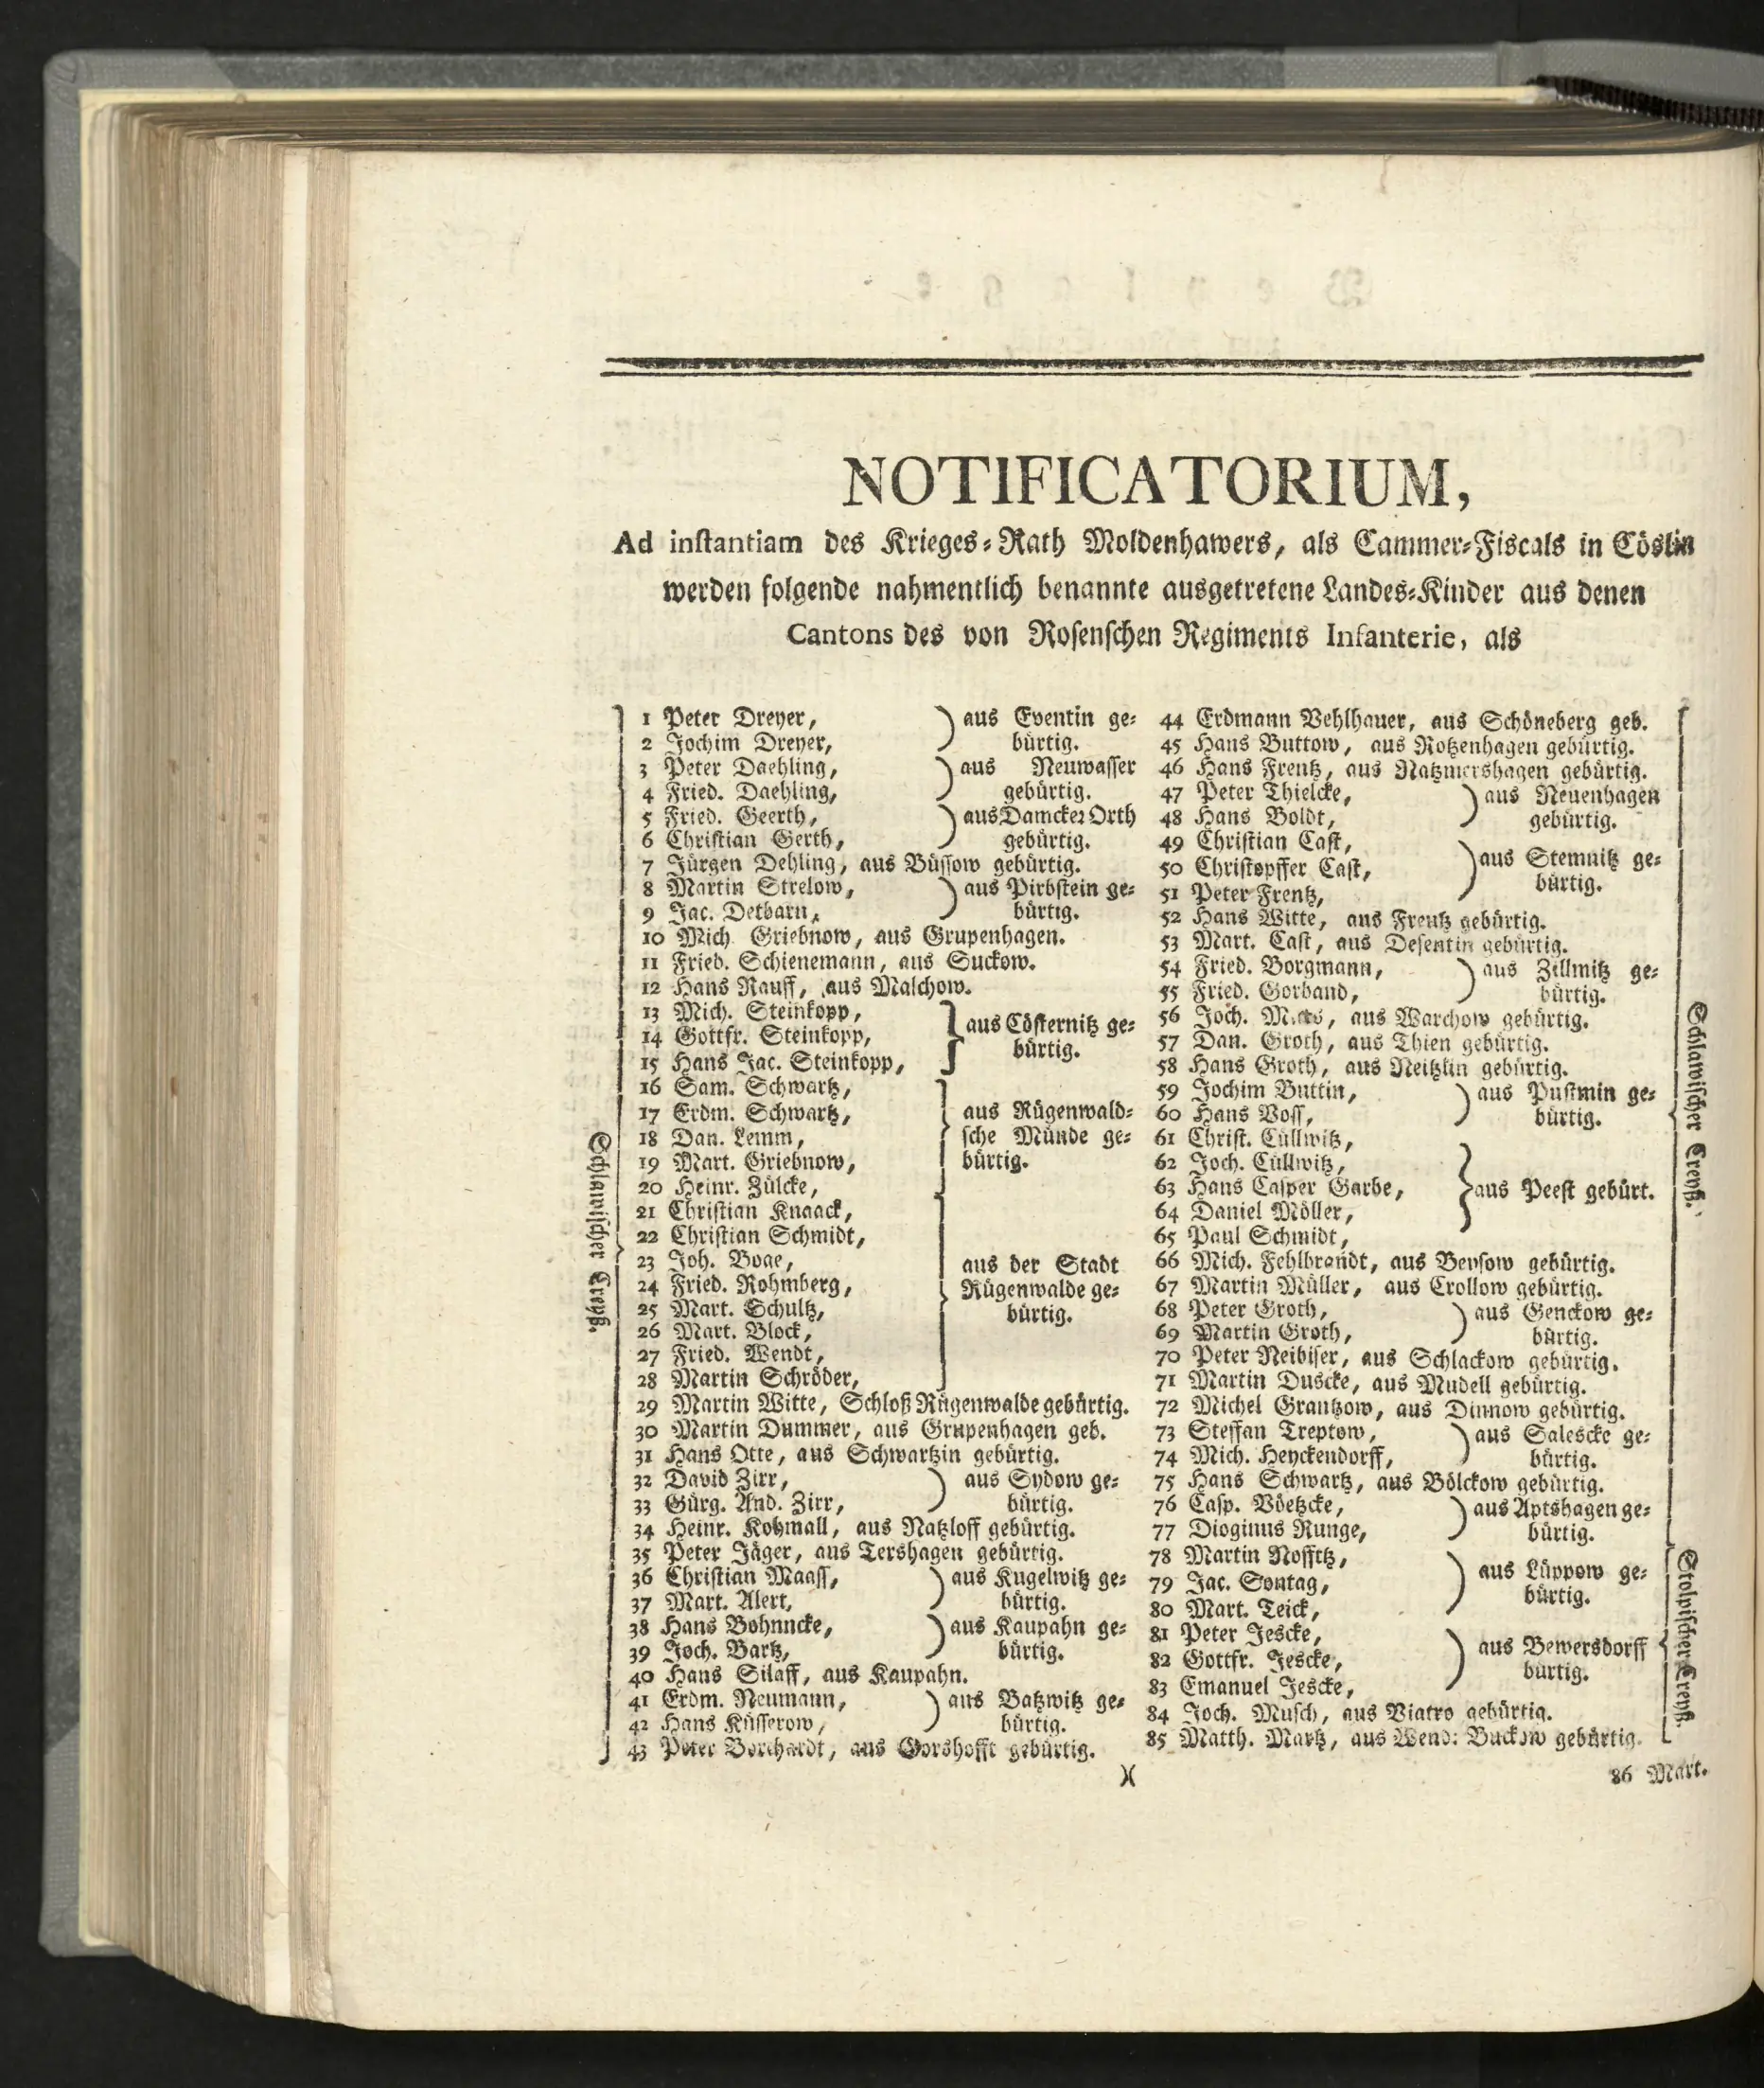 NOTIFICATORIUM,
Ad instantiam des Krieges-Rath Moldenhawers, als Cammer-Fiscals in Cöslin
werden folgende nahmentlich benannte ausgetretene Landes-Kinder aus denen
Cantons des von Rosenschen Regiments Infanterie, als
Schlawischer Creyß.
1 Peter Dreyer,
2 Jochim Dreyer,
aus Eventin ge-
bürtig.
3 Peter Daehling,
4 Fried. Daehling,
aus Neuwasser
gebürtig.
5 Fried. Geerth,
6 Christian Gerth,
aus Damcker Orth
gebürtig.
7 Jürgen Dehling, aus Büssow gebürtig.
8 Martin Strelow,
9 Jac. Detbarn,
aus Pirbstein ge-
bürtig.
10 Mich Griebnow, aus Grupenhagen.
11 Fried. Schienemann, aus Suckow.
12 Hans Rauff, aus Malchow.
13 Mich. Steinkopp,
14 Gottfr. Steinkopp,
15 Hans Jac. Steinkopp,
aus Cösternitz ge-
bürtig.
16 Sam. Schwartz,
17 Erdm. Schwartz,
18 Dan. Lemm,
19 Mart. Griebnow,
20 Heinr. Zülcke,
aus Rügenwald-
sche Münde ge-
bürtig.
21 Christian Knaack,
22 Christian Schmidt,
23 Joh. Boge,
24 Fried. Rohmberg,
25 Mart. Schultz,
26 Mart. Block,
27 Fried. Wendt,
28 Martin Schröder,
aus der Stadt
Rügenwalde ge-
bürtig.
29 Martin Witte, Schloß Rügenwalde gebürtig.
30 Martin Dummer, aus Grupenhagen geb.
31 Hans Otte, aus Schwartzin gebürtig.
32 David Zirr,
33 Gürg. And. Zirr,
aus Sydow ge-
bürtig.
34 Heinr. Kohmall, aus Natzloff gebürtig.
35 Peter Jäger, aus Tershagen gebürtig.
36 Christian Maass,
37 Mart. Alert,
aus Kugelwitz ge-
bürtig.
38 Hans Bohnncke,
39 Joch. Bartz,
aus Kaupahn ge-
bürtig.
40 Hans Silaff, aus Kaupahn.
41 Erdm. Neumann,
42 Hans Küsserow,
aus Batzwitz ge-
bürtig.
43 Peter Borchardt, aus Görshofft gebürtig.
44 Erdmann Vehlhauer, aus Schöneberg geb.
45 Hans Buttow, aus Rotzenhagen gebürtig.
46 Hans Frentz, aus Natzmershagen gebürtig.
47 Peter Thielcke,
48 Hans Boldt,
aus Neuenhagen
gebürtig.
49 Christian Cast,
50 Christopffer Cast,
51 Peter Frentz,
aus Stemnitz ge-
bürtig.
52 Hans Witte, aus Freutz gebürtig.
53 Mart. Cast, aus Desentin gebürtig.
54 Fried. Borgmann,
55 Fried. Gorband,
aus Zillmitz ge-
bürtig.
56 Joch. aus Warchow gebürtig.
57 Dan. Groth, aus Thien gebürtig.
58 Hans Groth, aus Neitzlin gebürtig.
59 Jochim Buttin,
60 Hans Voss,
aus Pustmin ge-
bürtig.
61 Christ. Cüllwitz,
62 Joch. Cüllwitz,
63 Hans Casper Garbe,
64 Daniel Möller,
65 Paul Schmidt,
aus Peest gebürt.
66 Mich. Fehlbrandt, aus Bensow gebürtig.
67 Martin Müller, aus Crollow gebürtig.
68 Peter Groth,
69 Martin Groth,
aus Genckow ge-
bürtig.
70 Peter Neibiser, aus Schlackow gebürtig.
71 Martin Duscke, aus Mudell gebürtig.
72 Michel Grantzow, aus Dünnow gebürtig.
73 Steffan Treptow,
74 Mich. Heyckendorff,
aus Salescke ge-
bürtig.
75 Hans Schwartz, aus Bölckow gebürtig.
76 Casp. Vöetzcke,
77 Dioginus Runge,
aus Aptshagen ge-
bürtig.
Schlawischer Creyß.
78 Martin Nofftz,
79 Jac. Sontag,
80 Mart. Teick,
aus Lüppow ge-
bürtig.
81 Peter Jescke,
82 Gottfr. Jescke,
83 Emanuel Jescke,
aus Bewersdorff
bürtig.
84 Joch. Musch, aus Viatro gebürtig.
85 Matth. Martz, aus Wend: Buckow gebürtig.
Stolpischer Creyß.
)(
86 Mart.